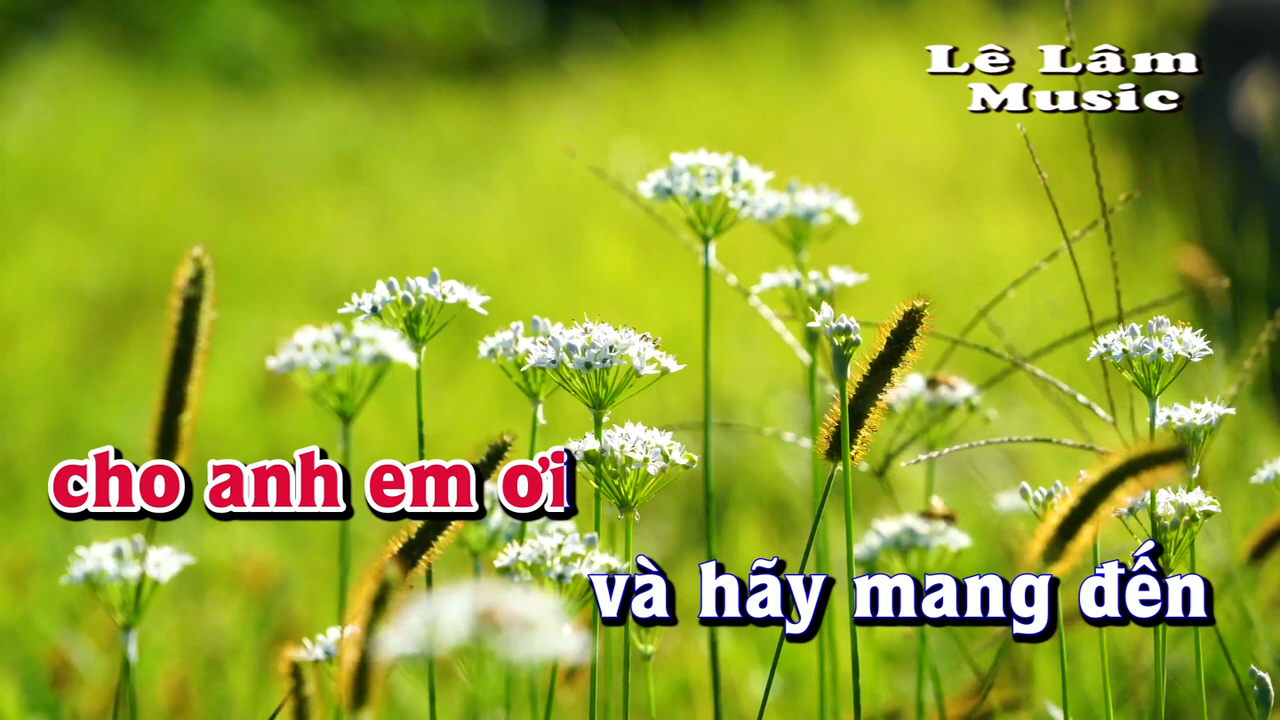 Lê Lâm
Music
cho anh em ơi
và hãy mang đến